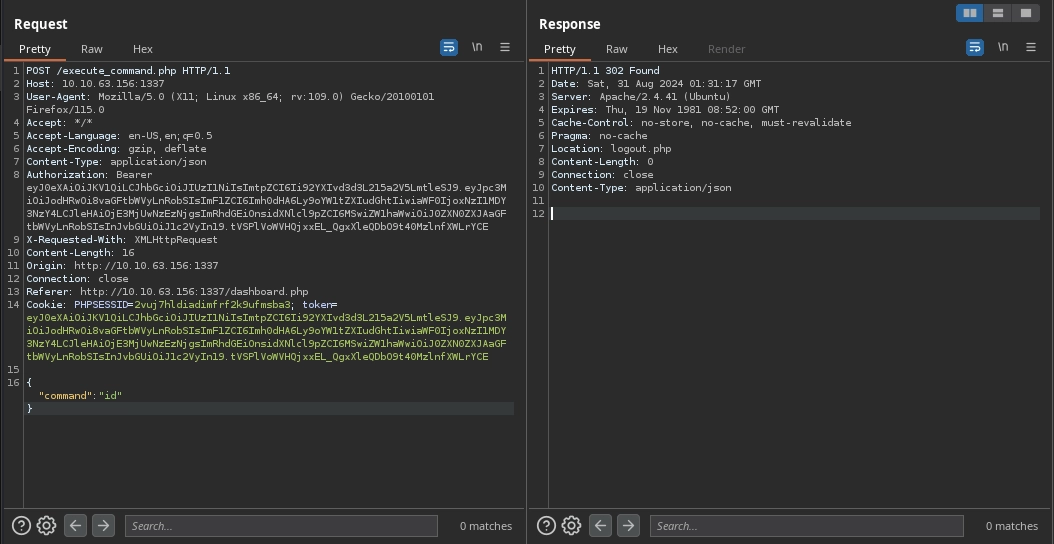 Request
Pretty Raw Hex \n
1 POST /execute_command.php HTTP/1.1
2 Host: 10.10.63.156:1337
3 User-Agent: Mozilla/5.0 (X11; Linux x86_64; rv:109.0) Gecko/20100101
Firefox/115.0
4 Accept: */*
5 Accept-Language: en-US,en;q=0.5
6 Accept-Encoding: gzip, deflate
7 Content-Type: application/json
8 Authorization: Bearer
eyJ0eXAiOiJKV1QiLCJhbGciOiJIUzI1NiIsImtpZCI6Ii92YXIvd3d3L215a2V5LmtleSJ9.eyJpc3M
iOiJodHRwOi8vaGFtbWVyLnRobSIsImF1ZCI6Imh0dHA6Ly9oYW1tZXIudGhtIiwiaWF0IjoxNzI1MDY
3NzY4LCJleHAiOjE3MjUwNzEzNjgsImRhdGEiOnsidXNlcl9pZCI6MSwiZW1haWwiOiJ0ZXN0ZXJAaGF
tbWVyLnRobSIsInJvbGUiOiJ1c2VyIn19.tVSPlVoWVHQjxxEL_QgxXleQDbO9t40MzlnfXWLrYCE
9 X-Requested-With: XMLHttpRequest
10 Content-Length: 16
11 Origin: http://10.10.63.156:1337
12 Connection: close
13 Referer: http://10.10.63.156:1337/dashboard.php
14 Cookie: PHPSESSID=2vuj7hldiadimfrf2k9ufmsba3; token=
eyJ0eXAiOiJKV1QiLCJhbGciOiJIUzI1NiIsImtpZCI6Ii92YXIvd3d3L215a2V5LmtleSJ9.eyJpc3M
iOiJodHRwOi8vaGFtbWVyLnRobSIsImF1ZCI6Imh0dHA6Ly9oYW1tZXIudGhtIiwiaWF0IjoxNzI1MDY
3NzY4LCJleHAiOjE3MjUwNzEzNjgsImRhdGEiOnsidXNlcl9pZCI6MSwiZW1haWwiOiJ0ZXN0ZXJAaGF
tbWVyLnRobSIsInJvbGUiOiJ1c2VyIn19.tVSPlVoWVHQjxxEL_QgxXleQDbO9t40MzlnfXWLrYCE
15
16 {
"command":"id"
}
Search... 0 matches
Response
Pretty Raw Hex Render \n
1 HTTP/1.1 302 Found
2 Date: Sat, 31 Aug 2024 01:31:17 GMT
3 Server: Apache/2.4.41 (Ubuntu)
4 Expires: Thu, 19 Nov 1981 08:52:00 GMT
5 Cache-Control: no-store, no-cache, must-revalidate
6 Pragma: no-cache
7 Location: logout.php
8 Content-Length: 0
9 Connection: close
10 Content-Type: application/json
11
12
Search... 0 matches